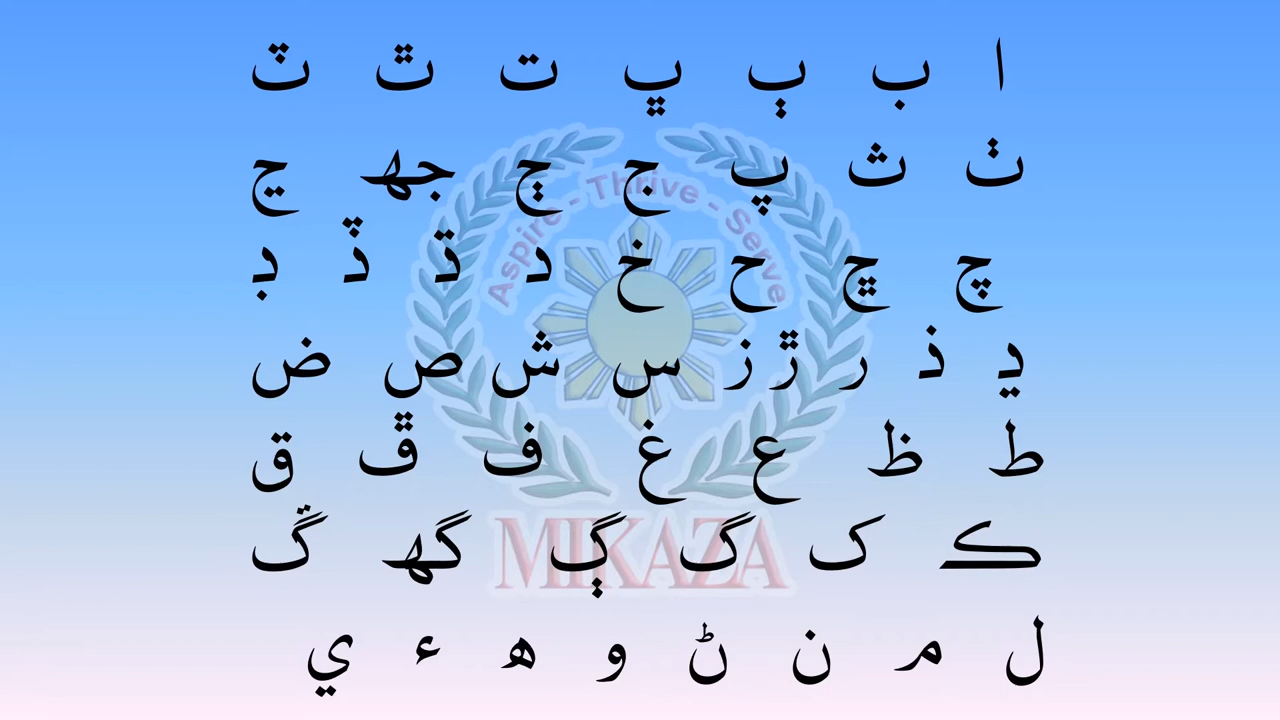 ا ب ٻ ڀ ت ٿ ٽ
ٺ ث پ ج ڄ جھ ڃ
چ ڇ ح خ د ڌ ڏ ڊ
ڍ ذ ر ڙ ز س ش ص ض
ط ظ ع غ ف ڦ ق
ڪ ک گ ڳ گھ ڱ
ل م ن ڻ و ھ ء ي
Aspire - Thrive - Serve
MIKAZA